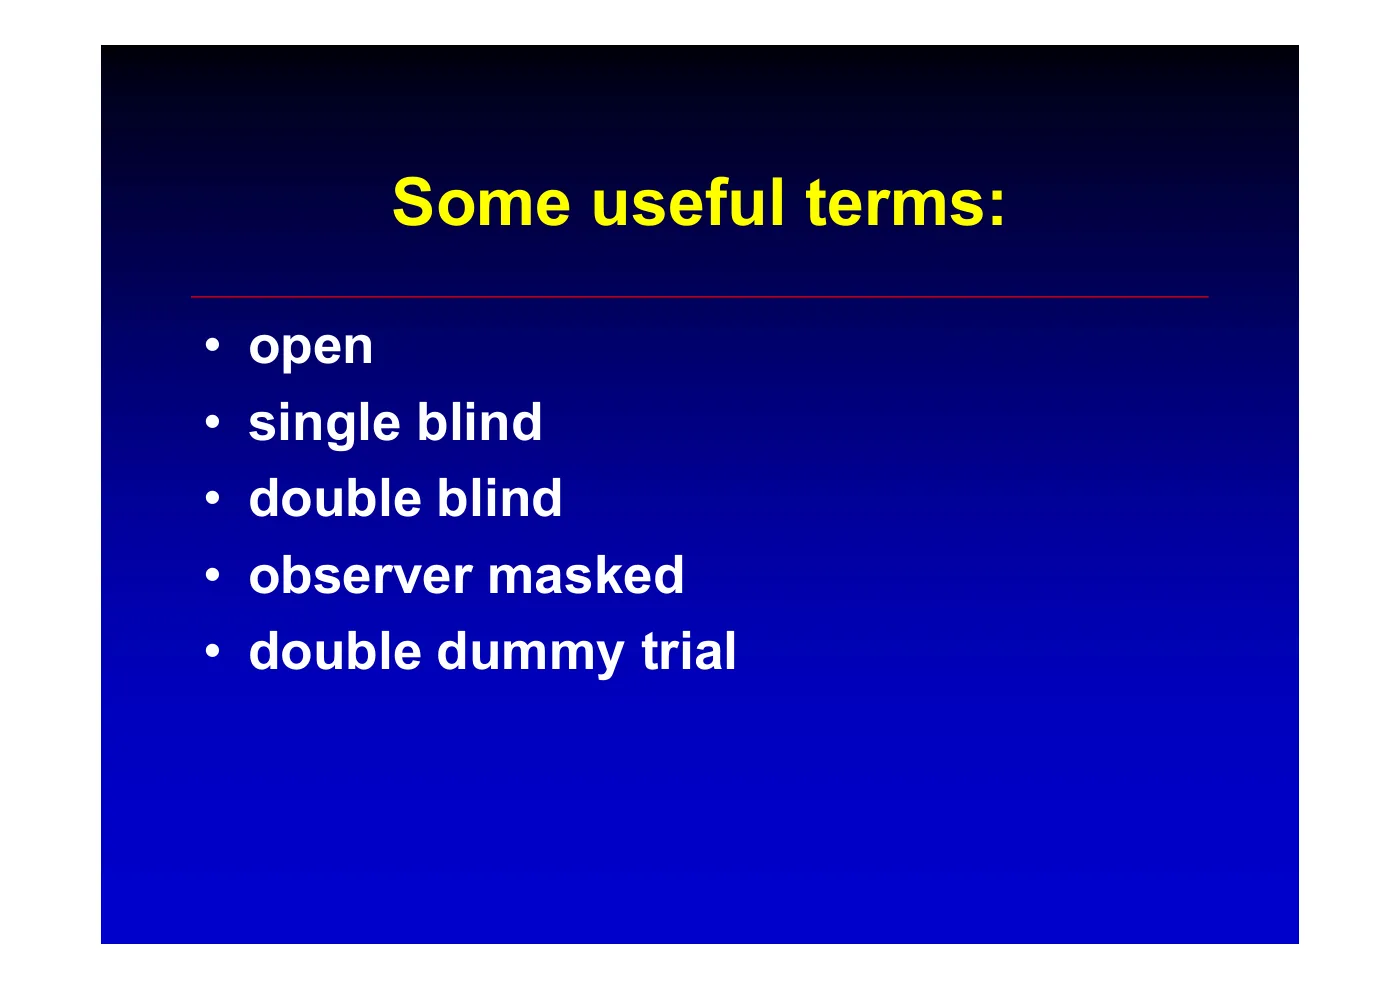 Some useful terms:
• open
• single blind
• double blind
• observer masked
• double dummy trial